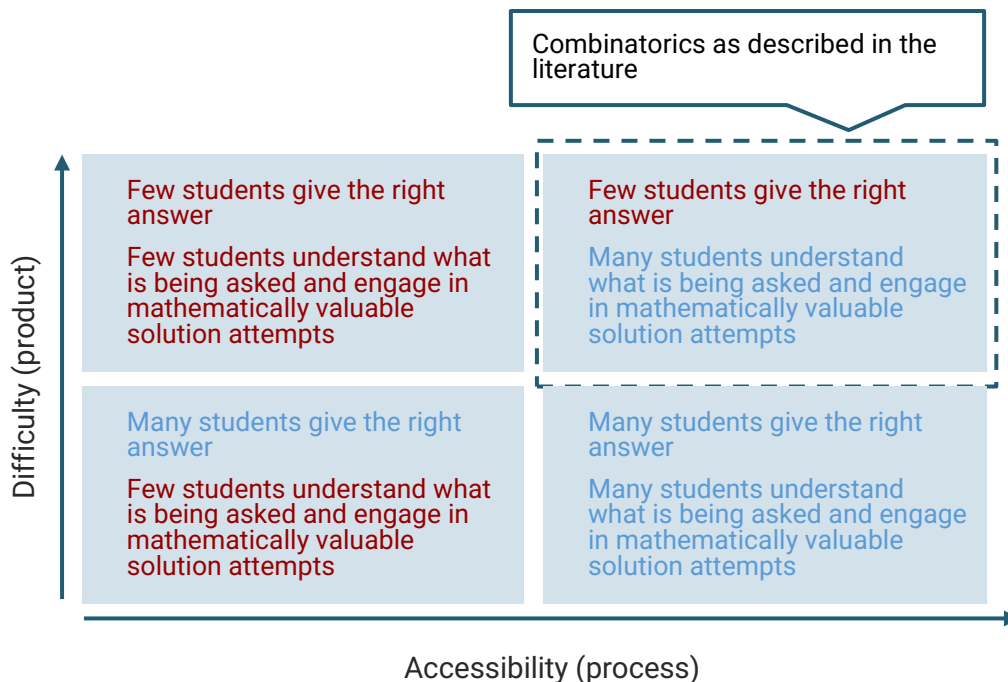 Combinatorics as described in the
literature
Few students give the right
answer
Few students understand what
is being asked and engage in
mathematically valuable
solution attempts
Few students give the right
answer
Many students understand
what is being asked and engage
in mathematically valuable
solution attempts
Difficulty (product)
Many students give the right
answer
Few students understand what
is being asked and engage in
mathematically valuable
solution attempts
Many students give the right
answer
Many students understand
what is being asked and engage
in mathematically valuable
solution attempts
Accessibility (process)